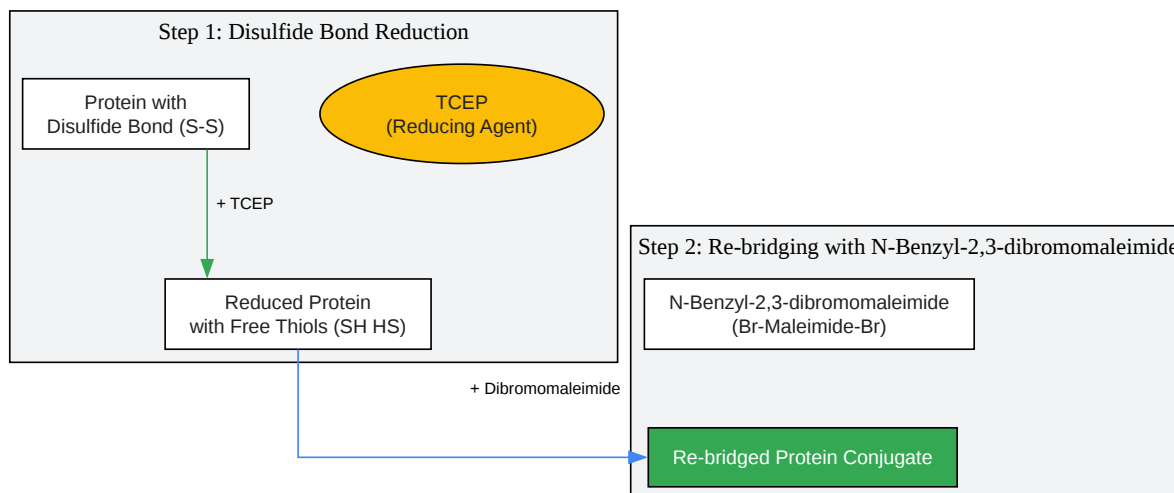 Step 1: Disulfide Bond Reduction
Protein with
Disulfide Bond (S-S)
TCEP
(Reducing Agent)
+ TCEP
Reduced Protein
with Free Thiols (SH HS)
+ Dibromomaleimide
Step 2: Re-bridging with N-Benzyl-2,3-dibromomaleimide
N-Benzyl-2,3-dibromomaleimide
(Br-Maleimide-Br)
Re-bridged Protein Conjugate